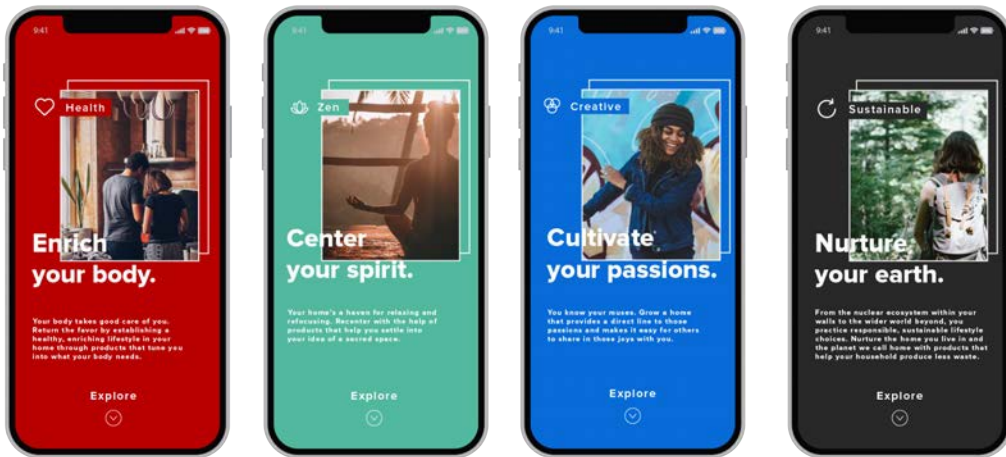 9:41
Health
Enrich
your body.
Your body takes good care of you.
Return the favor by establishing a
healthy, enriching lifestyle in your
home through products that tune you
into what your body needs.
Explore
9:41
Zen
Center
your spirit.
Your home's a haven for relaxing and
refocusing. Recenter with the help of
products that help you settle into
your idea of a sacred space.
Explore
9:41
Creative
Cultivate
your passions.
You know your muses. Grow a home
that provides a direct line to those
passions and makes it easy for others
to share in those joys with you.
Explore
9:41
Sustainable
Nurture
your earth.
From the nuclear ecosystem within your
walls to the wider world beyond, you
practice responsible, sustainable lifestyle
choices. Nurture the home you live in and
the planet we call home with products that
help your household produce less waste.
Explore